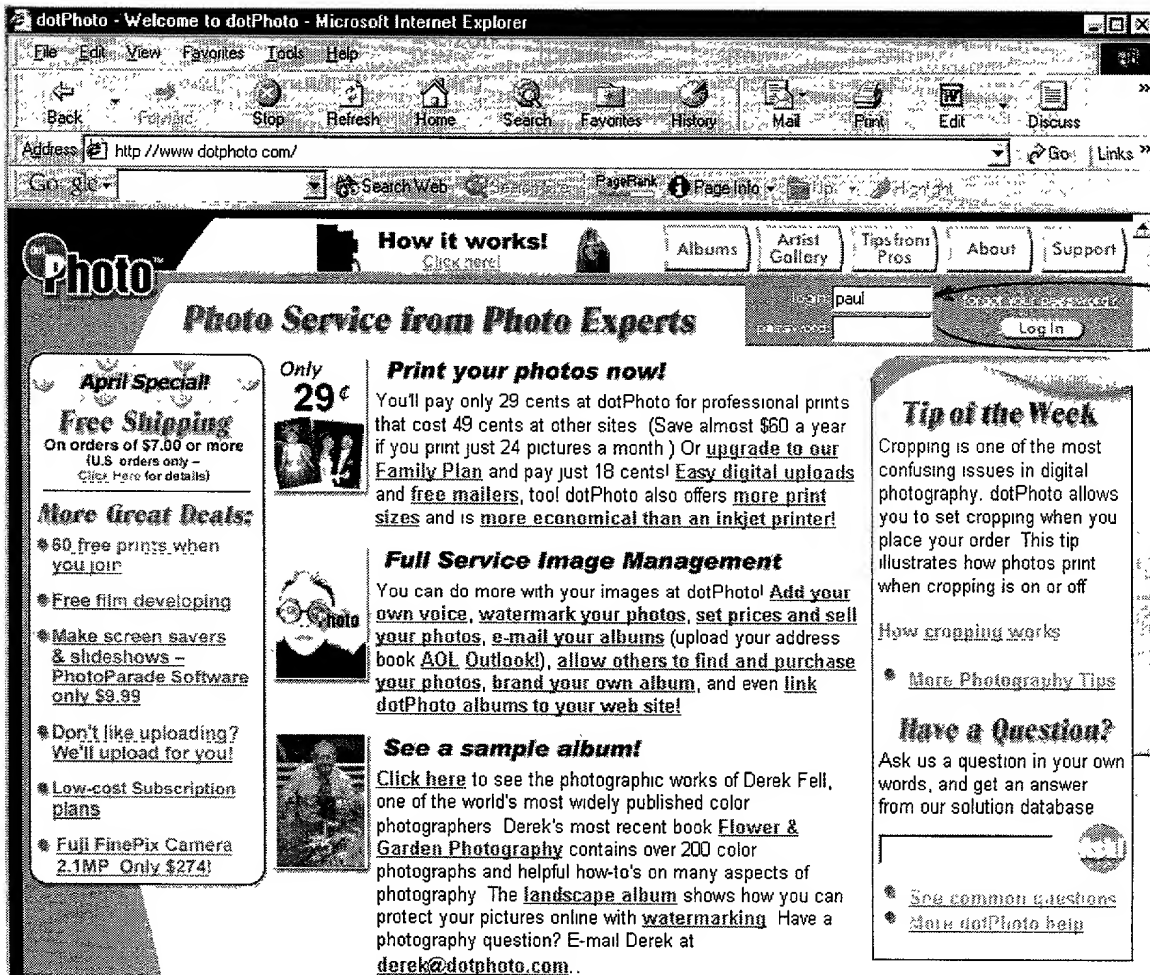 dotPhoto - Welcome to dotPhoto - Microsoft Internet Explorer
File Edit View Favorites Tools Help
Back Forward Stop Refresh Home Search Favorites History Mail Print Edit Discuss »
Address http //www dotphoto com/ Go Links »
Google Search Web PageRank Page Info Up Highlight
dotPhoto™
How it works!
Click here!
Albums
Artist Gallery
Tips from Pros
About
Support
login paul forgot your password?
password Log In
Photo Service from Photo Experts
April Special!
Free Shipping
On orders of $7.00 or more
(U.S. orders only –
Click Here for details)
More Great Deals:
60 free prints when
you join
Free film developing
Make screen savers
& slideshows –
PhotoParade Software
only $9.99
Don't like uploading?
We'll upload for you!
Low-cost Subscription
plans
Fuji FinePix Camera
2.1MP Only $274!
Only
29¢
Print your photos now!
You'll pay only 29 cents at dotPhoto for professional prints
that cost 49 cents at other sites (Save almost $60 a year
if you print just 24 pictures a month ) Or upgrade to our
Family Plan and pay just 18 cents! Easy digital uploads
and free mailers, too! dotPhoto also offers more print
sizes and is more economical than an inkjet printer!
Photo
Full Service Image Management
You can do more with your images at dotPhoto! Add your
own voice, watermark your photos, set prices and sell
your photos, e-mail your albums (upload your address
book AOL Outlook!), allow others to find and purchase
your photos, brand your own album, and even link
dotPhoto albums to your web site!
See a sample album!
Click here to see the photographic works of Derek Fell,
one of the world's most widely published color
photographers Derek's most recent book Flower &
Garden Photography contains over 200 color
photographs and helpful how-to's on many aspects of
photography The landscape album shows how you can
protect your pictures online with watermarking Have a
photography question? E-mail Derek at
derek@dotphoto.com..
Tip of the Week
Cropping is one of the most
confusing issues in digital
photography. dotPhoto allows
you to set cropping when you
place your order This tip
illustrates how photos print
when cropping is on or off
How cropping works
More Photography Tips
Have a Question?
Ask us a question in your own
words, and get an answer
from our solution database
See common questions
More dotPhoto help